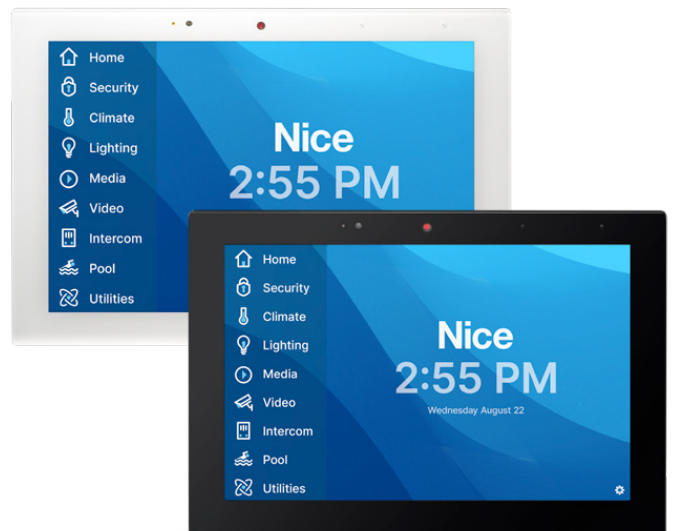 Home
Security
Climate
Lighting
Media
Video
Intercom
Pool
Utilities
Nice
2:55 PM
Home
Security
Climate
Lighting
Media
Video
Intercom
Pool
Utilities
Nice
2:55 PM
Wednesday August 22